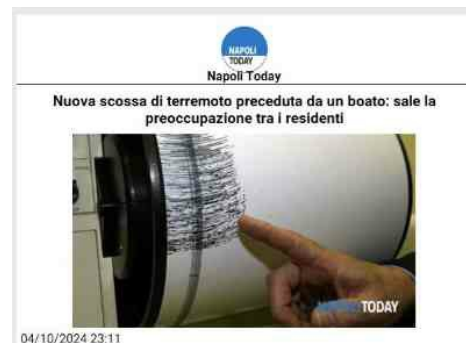 NAPOLI
TODAY
Napoli Today
Nuova scossa di terremoto preceduta da un boato: sale la
preoccupazione tra i residenti
NAPOLI TODAY
04/10/2024 23:11